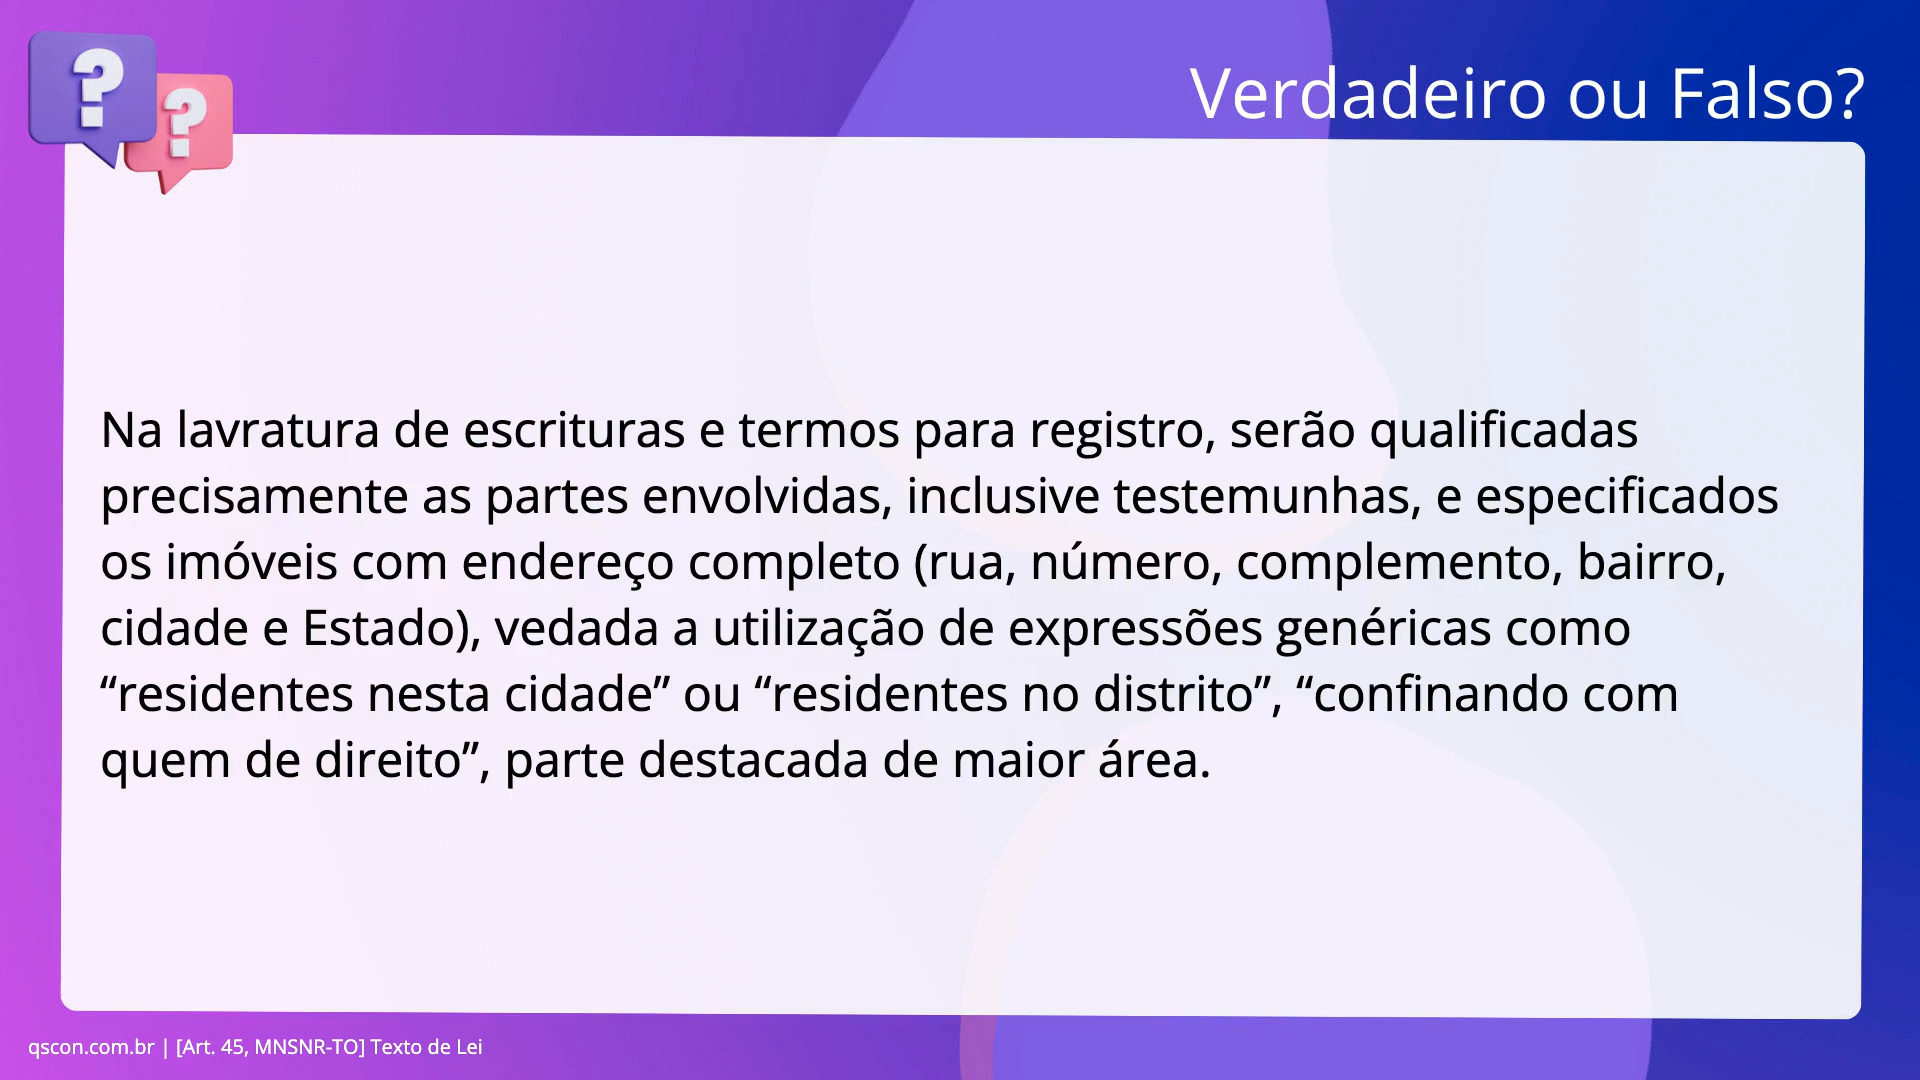 ? ?
Verdadeiro ou Falso?
Na lavratura de escrituras e termos para registro, serão qualificadas
precisamente as partes envolvidas, inclusive testemunhas, e especificados
os imóveis com endereço completo (rua, número, complemento, bairro,
cidade e Estado), vedada a utilização de expressões genéricas como
“residentes nesta cidade” ou “residentes no distrito”, “confinando com
quem de direito”, parte destacada de maior área.
qscon.com.br | [Art. 45, MNSNR-TO] Texto de Lei